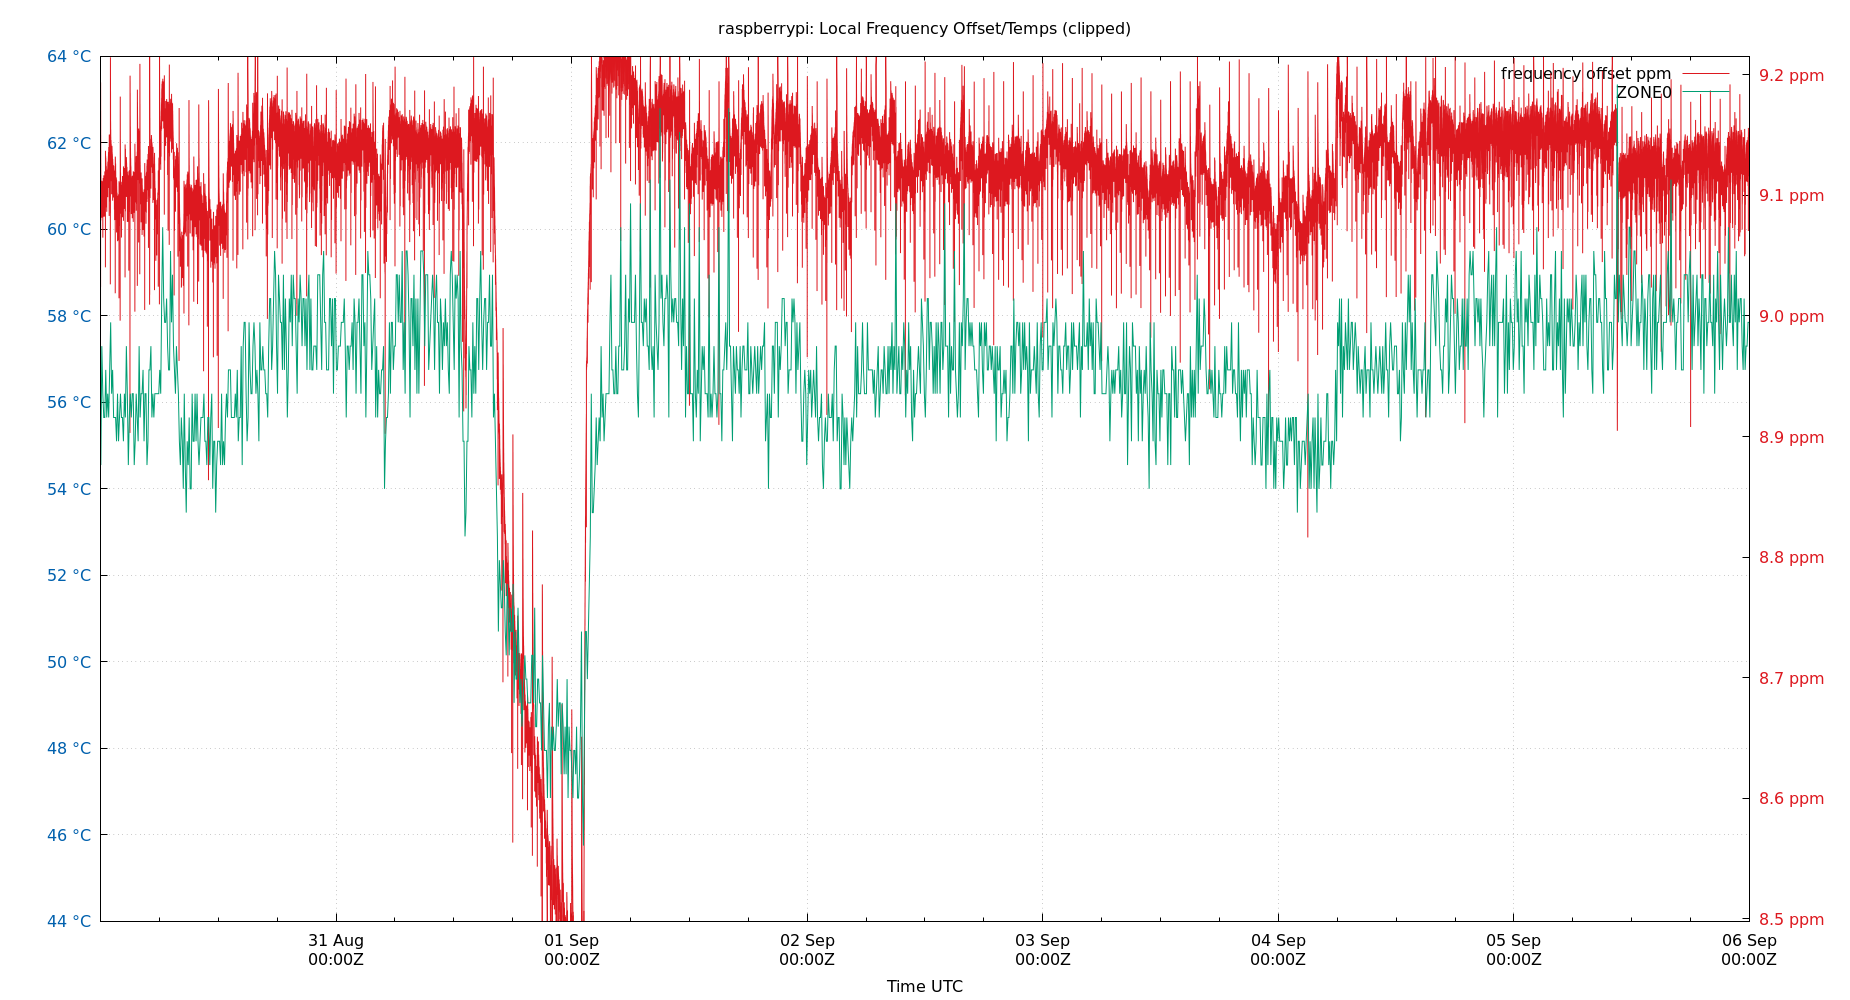 raspberrypi: Local Frequency Offset/Temps (clipped)
64 °C
62 °C
60 °C
58 °C
56 °C
54 °C
52 °C
50 °C
48 °C
46 °C
44 °C
frequency offset ppm
ZONE0
9.2 ppm
9.1 ppm
9.0 ppm
8.9 ppm
8.8 ppm
8.7 ppm
8.6 ppm
8.5 ppm
31 Aug
00:00Z
01 Sep
00:00Z
02 Sep
00:00Z
03 Sep
00:00Z
04 Sep
00:00Z
05 Sep
00:00Z
06 Sep
00:00Z
Time UTC